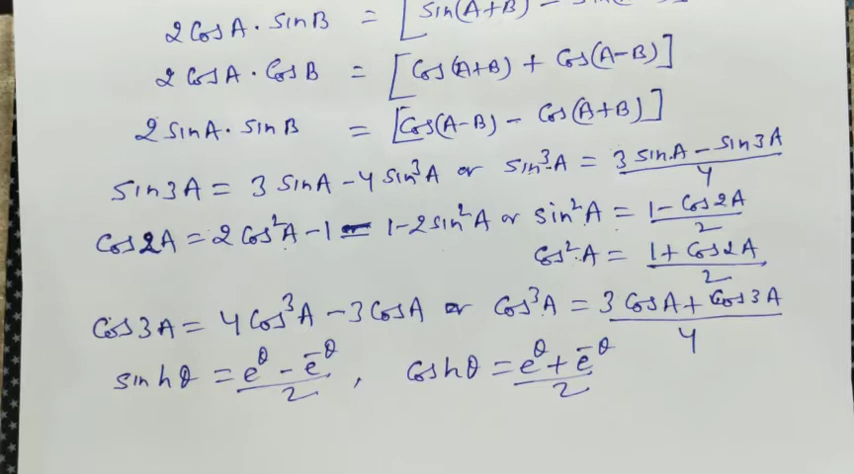 2 cos A · sin B = [sin(A+B) -
2 cos A · cos B = [cos(A+B) + cos(A-B)]
2 sin A · sin B = [cos(A-B) - cos(A+B)]
sin 3A = 3 sin A - 4 sin³A or sin³A = (3 sin A - sin 3A)/4
cos 2A = 2 cos²A - 1 = 1 - 2 sin²A or sin²A = (1 - cos 2A)/2
cos²A = (1 + cos 2A)/2
cos 3A = 4 cos³A - 3 cos A or cos³A = (3 cos A + cos 3A)/4
sin hθ = (e^θ - e^-θ)/2 , cos hθ = (e^θ + e^-θ)/2